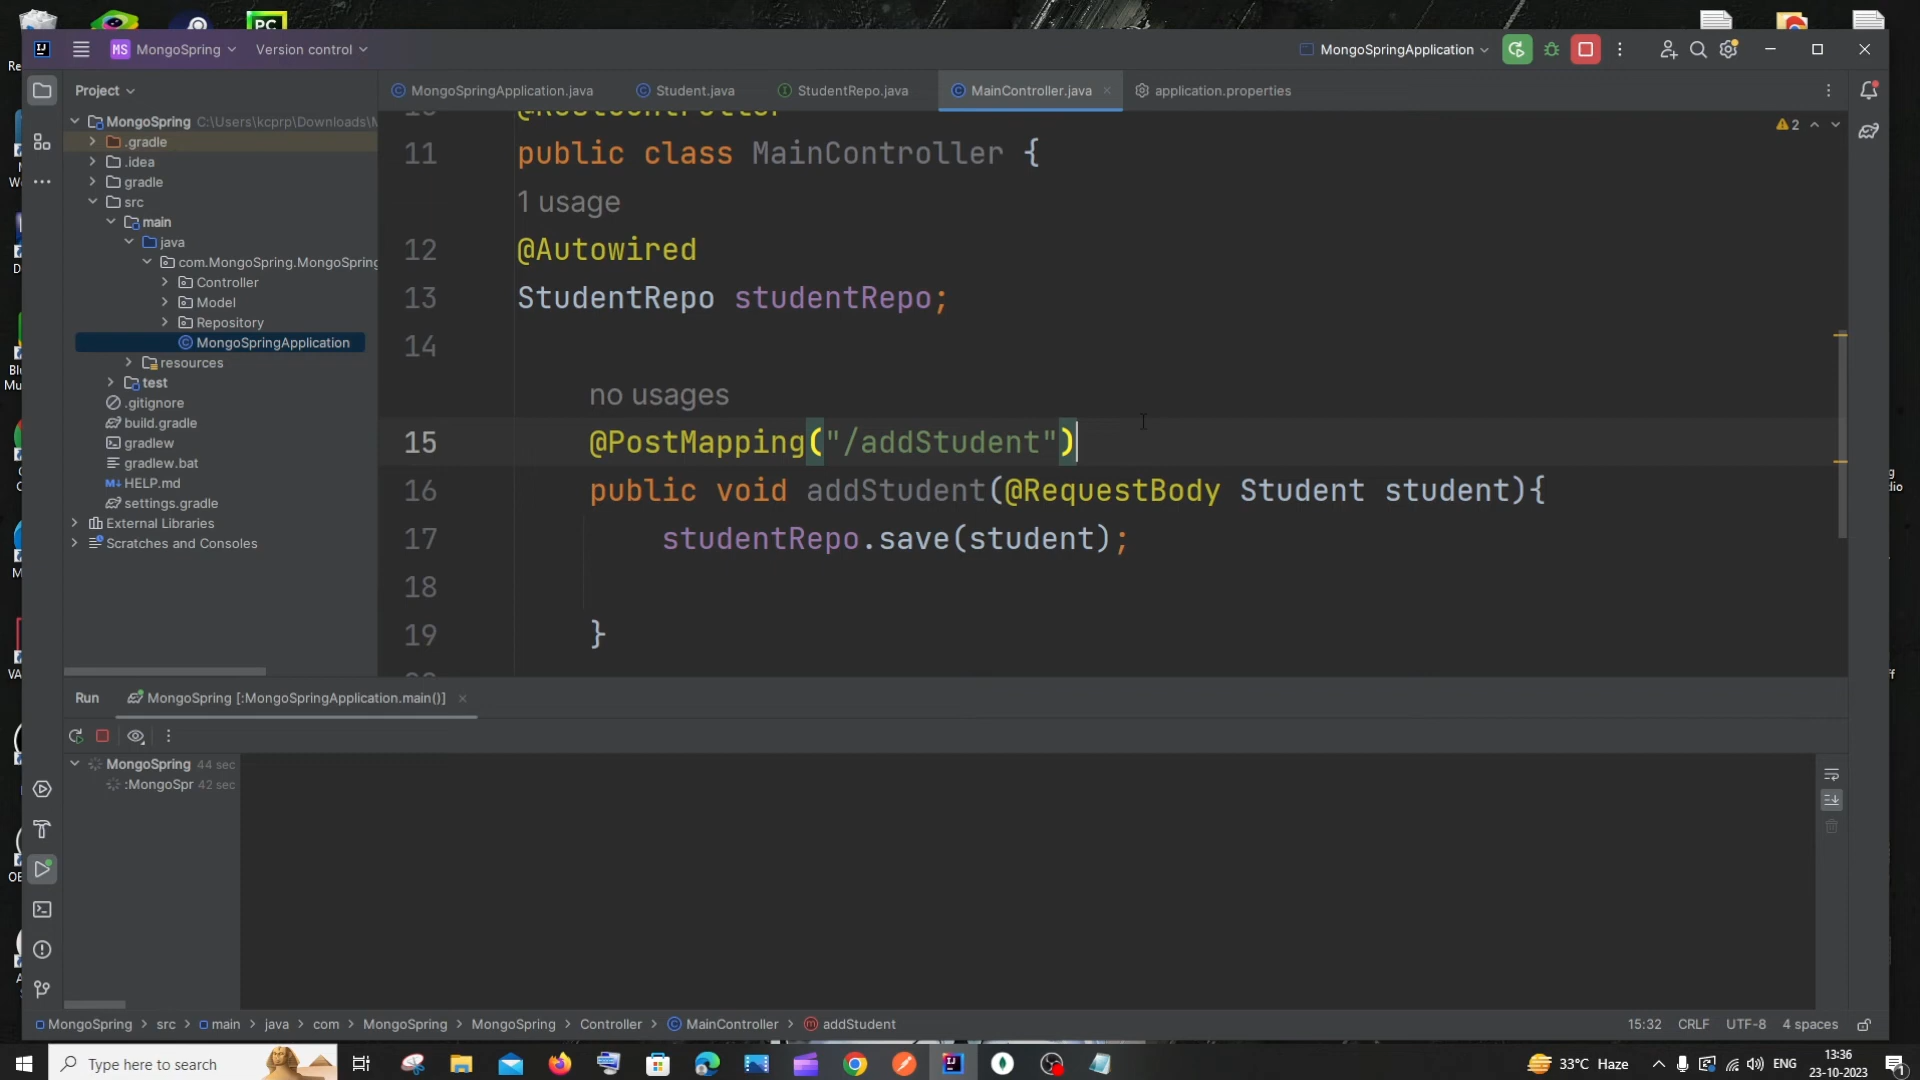 PC
MS MongoSpring
Version control
MongoSpringApplication
Project
MongoSpringApplication.java
Student.java
StudentRepo.java
MainController.java
application.properties
MongoSpring C:\Users\kcprp\Downloads\M
.gradle
.idea
gradle
src
main
java
com.MongoSpring.MongoSpring
Controller
Model
Repository
MongoSpringApplication
resources
test
.gitignore
build.gradle
gradlew
gradlew.bat
HELP.md
settings.gradle
External Libraries
Scratches and Consoles
2
11 public class MainController {
1 usage
12 @Autowired
13 StudentRepo studentRepo;
14
no usages
15 @PostMapping("/addStudent")
16 public void addStudent(@RequestBody Student student){
17 studentRepo.save(student);
18
19 }
Run
MongoSpring [:MongoSpringApplication.main()]
MongoSpring 44 sec
:MongoSpr 42 sec
MongoSpring > src > main > java > com > MongoSpring > MongoSpring > Controller > MainController > addStudent
15:32 CRLF UTF-8 4 spaces
Type here to search
33°C Haze
ENG
13:36
23-10-2023
1